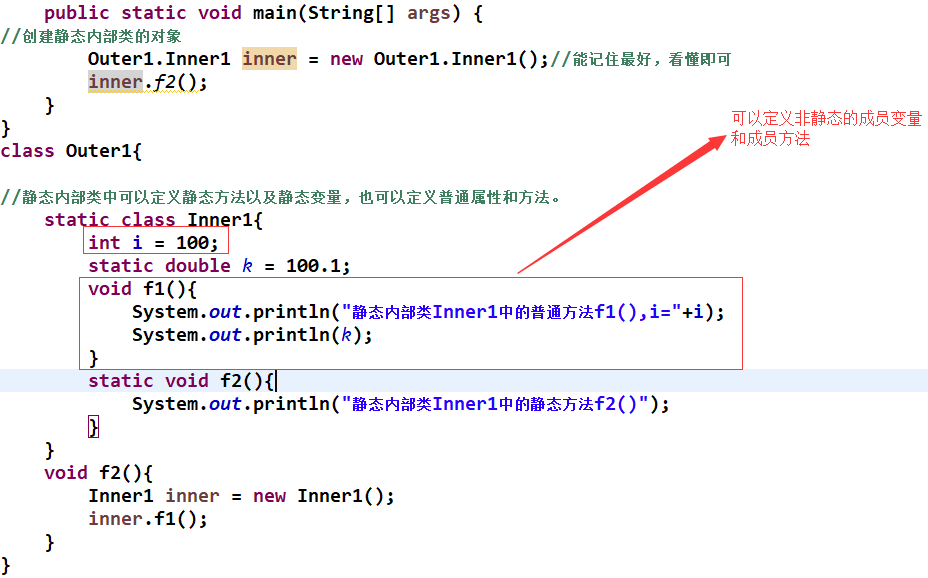 public static void main(String[] args) {
//创建静态内部类的对象
Outer1.Inner1 inner = new Outer1.Inner1();//能记住最好，看懂即可
inner.f2();
}
}
class Outer1{
可以定义非静态的成员变量
和成员方法
//静态内部类中可以定义静态方法以及静态变量，也可以定义普通属性和方法。
static class Inner1{
int i = 100;
static double k = 100.1;
void f1(){
System.out.println("静态内部类Inner1中的普通方法f1(),i="+i);
System.out.println(k);
}
static void f2(){
System.out.println("静态内部类Inner1中的静态方法f2()");
}
}
void f2(){
Inner1 inner = new Inner1();
inner.f1();
}
}